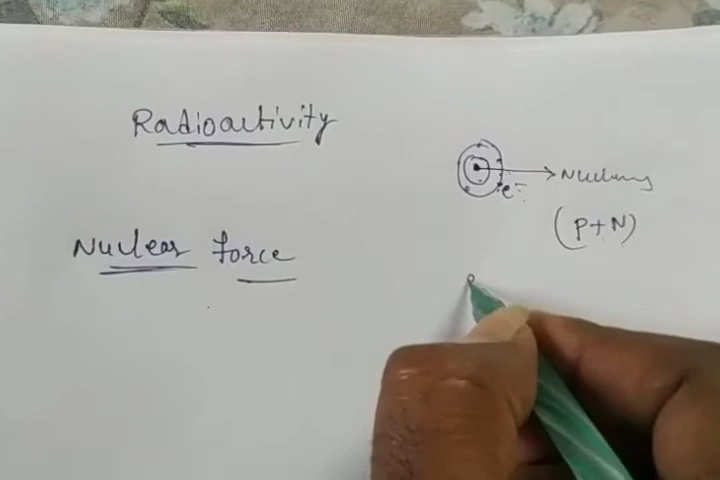 Radioactivity
Nucleus
e⁻
(P+N)
Nuclear force